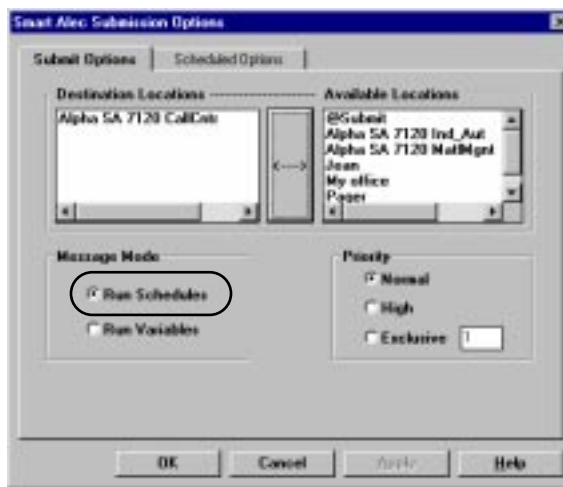 Smart Alec Submission Options
Submit Options
Scheduled Options
Destination Locations
Available Locations
Alpha SA 7120 CallCntr
<--->
@Submit
Alpha SA 7120 Ind_Aut
Alpha SA 7120 MatlMgnt
Joan
My office
Pager
Message Mode
Priority
Run Schedules
Run Variables
Normal
High
Exclusive 1
OK
Cancel
Apply
Help